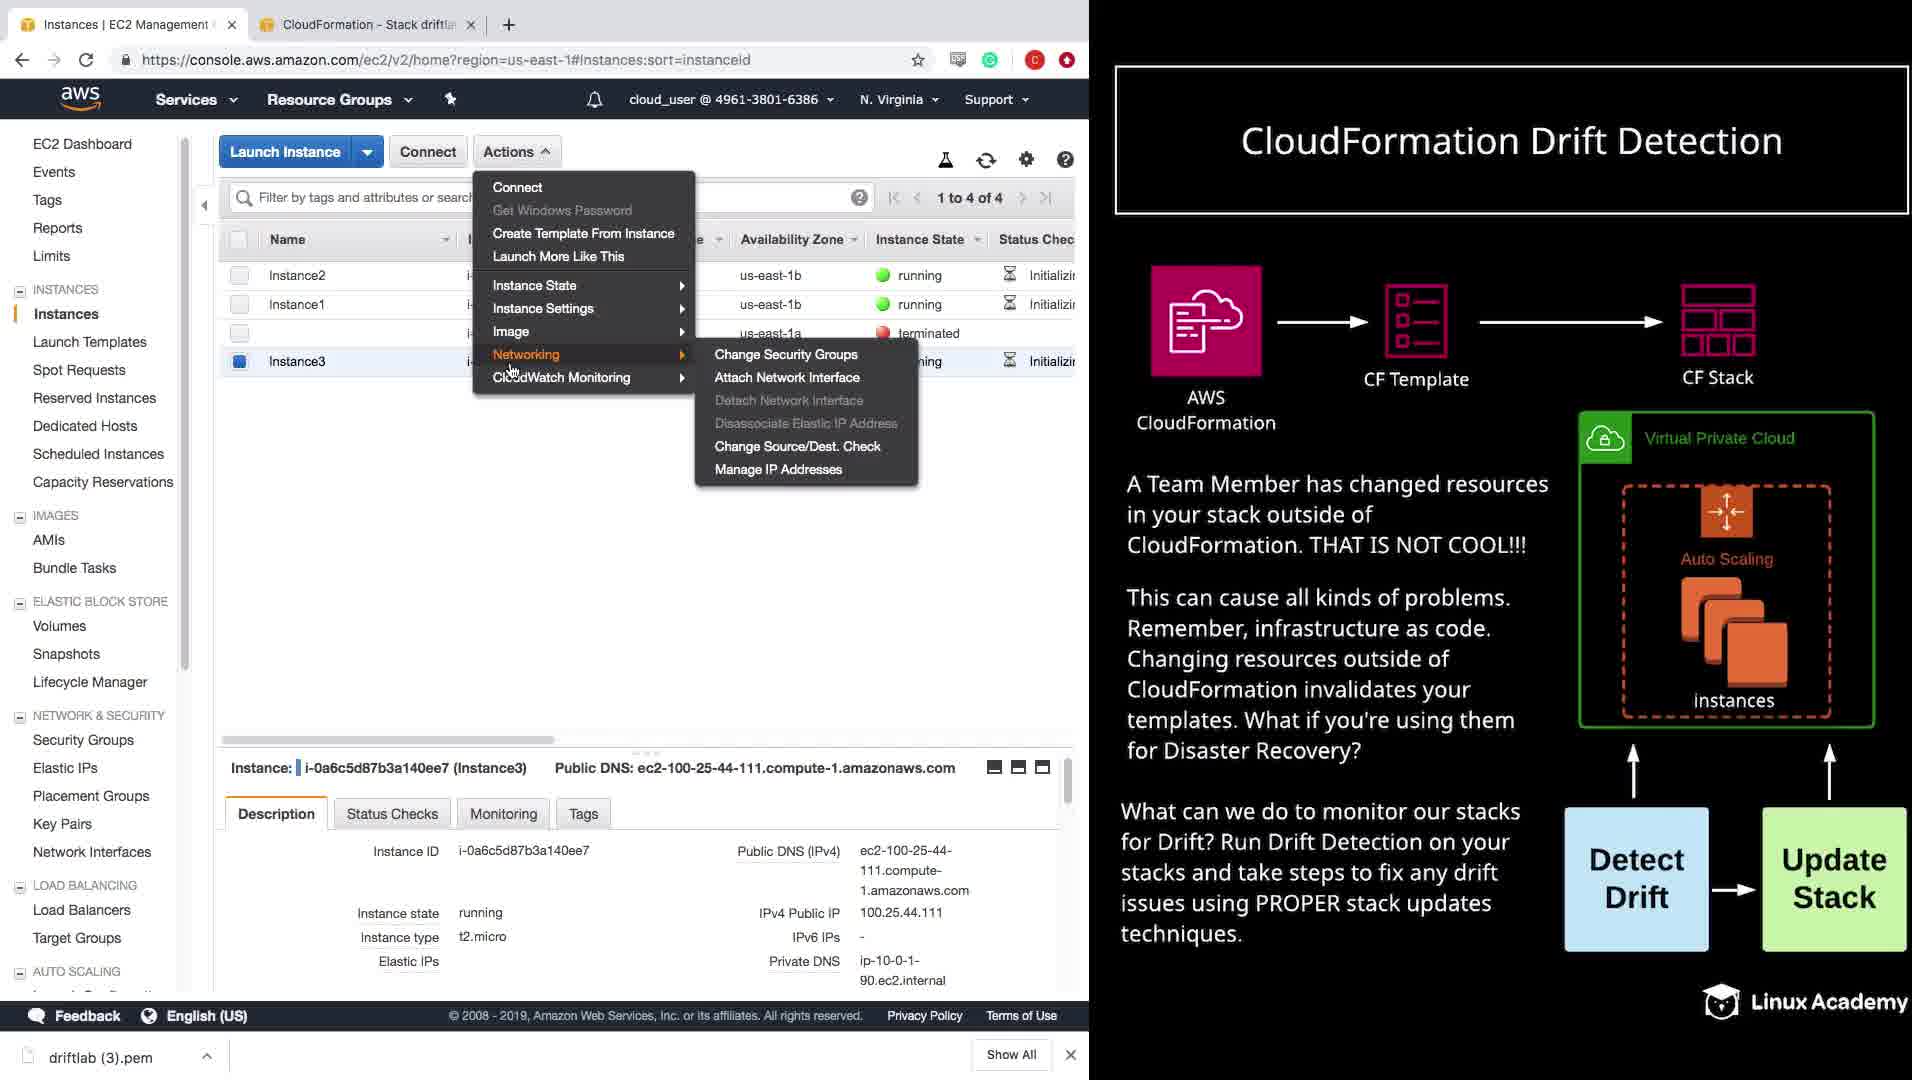 Instances | EC2 Management
CloudFormation - Stack driftla
https://console.aws.amazon.com/ec2/v2/home?region=us-east-1#Instances:sort=instanceId
aws
Services
Resource Groups
cloud_user @ 4961-3801-6386
N. Virginia
Support
EC2 Dashboard
Events
Tags
Reports
Limits
INSTANCES
Instances
Launch Templates
Spot Requests
Reserved Instances
Dedicated Hosts
Scheduled Instances
Capacity Reservations
IMAGES
AMIs
Bundle Tasks
ELASTIC BLOCK STORE
Volumes
Snapshots
Lifecycle Manager
NETWORK & SECURITY
Security Groups
Elastic IPs
Placement Groups
Key Pairs
Network Interfaces
LOAD BALANCING
Load Balancers
Target Groups
AUTO SCALING
Launch Instance
Connect
Actions
Filter by tags and attributes or search
1 to 4 of 4
Name
Availability Zone
Instance State
Status Chec
Instance2 i- us-east-1b running Initializin
Instance1 i- us-east-1b running Initializin
us-east-1a terminated
Instance3 i- ning Initializin
Connect
Get Windows Password
Create Template From Instance
Launch More Like This
Instance State
Instance Settings
Image
Networking
CloudWatch Monitoring
Change Security Groups
Attach Network Interface
Detach Network Interface
Disassociate Elastic IP Address
Change Source/Dest. Check
Manage IP Addresses
Instance: i-0a6c5d87b3a140ee7 (Instance3) Public DNS: ec2-100-25-44-111.compute-1.amazonaws.com
Description
Status Checks
Monitoring
Tags
Instance ID i-0a6c5d87b3a140ee7
Instance state running
Instance type t2.micro
Elastic IPs
Public DNS (IPv4) ec2-100-25-44-
111.compute-
1.amazonaws.com
IPv4 Public IP 100.25.44.111
IPv6 IPs -
Private DNS ip-10-0-1-
90.ec2.internal
Feedback
English (US)
© 2008 - 2019, Amazon Web Services, Inc. or its affiliates. All rights reserved.
Privacy Policy
Terms of Use
driftlab (3).pem
Show All
CloudFormation Drift Detection
AWS
CloudFormation
CF Template
CF Stack
Virtual Private Cloud
Auto Scaling
instances
A Team Member has changed resources
in your stack outside of
CloudFormation. THAT IS NOT COOL!!!
This can cause all kinds of problems.
Remember, infrastructure as code.
Changing resources outside of
CloudFormation invalidates your
templates. What if you're using them
for Disaster Recovery?
What can we do to monitor our stacks
for Drift? Run Drift Detection on your
stacks and take steps to fix any drift
issues using PROPER stack updates
techniques.
Detect
Drift
Update
Stack
Linux Academy